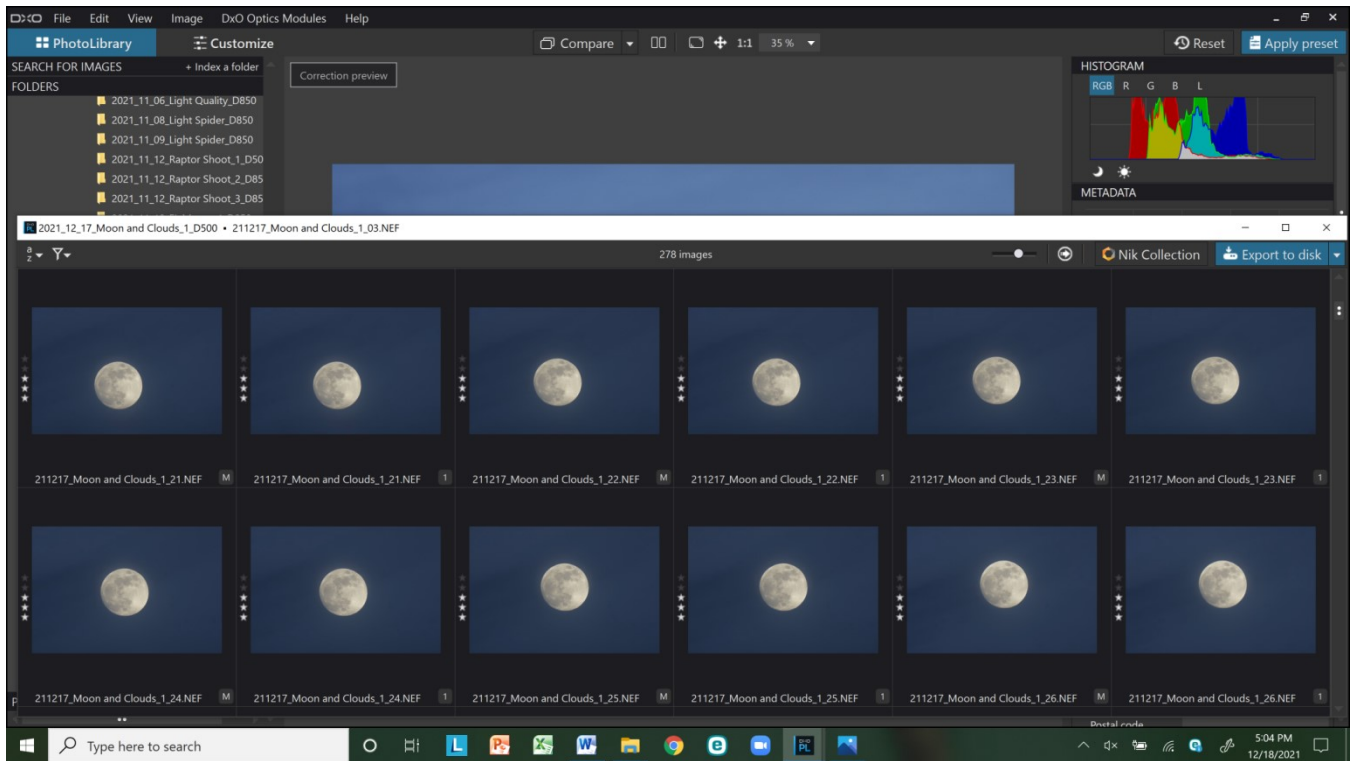 DxO File Edit View Image DxO Optics Modules Help
PhotoLibrary Customize Compare 1:1 35 % Reset Apply preset
SEARCH FOR IMAGES + Index a folder
Correction preview
HISTOGRAM
FOLDERS
RGB R G B L
2021_11_06_Light Quality_D850
2021_11_08_Light Spider_D850
2021_11_09_Light Spider_D850
2021_11_12_Raptor Shoot_1_D50
2021_11_12_Raptor Shoot_2_D85
2021_11_12_Raptor Shoot_3_D85
METADATA
PL 2021_12_17_Moon and Clouds_1_D500 • 211217_Moon and Clouds_1_03.NEF
a z 278 images Nik Collection Export to disk
211217_Moon and Clouds_1_21.NEF M 211217_Moon and Clouds_1_21.NEF 1 211217_Moon and Clouds_1_22.NEF M 211217_Moon and Clouds_1_22.NEF 1 211217_Moon and Clouds_1_23.NEF M 211217_Moon and Clouds_1_23.NEF 1
211217_Moon and Clouds_1_24.NEF M 211217_Moon and Clouds_1_24.NEF 1 211217_Moon and Clouds_1_25.NEF M 211217_Moon and Clouds_1_25.NEF 1 211217_Moon and Clouds_1_26.NEF M 211217_Moon and Clouds_1_26.NEF 1
Postal code
Type here to search
L P X W e DXO PL
5:04 PM
12/18/2021